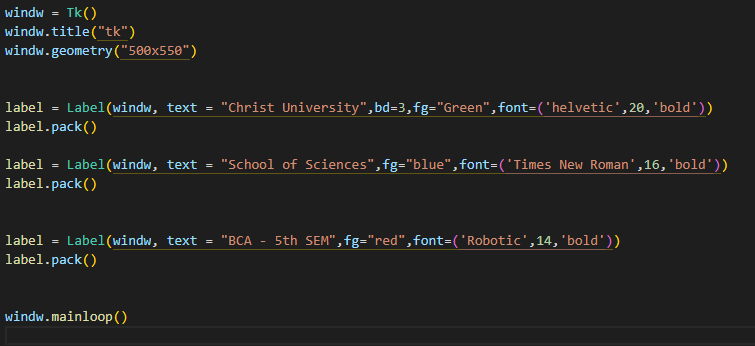 windw = Tk()
windw.title("tk")
windw.geometry("500x550")
label = Label(windw, text = "Christ University",bd=3,fg="Green",font=('helvetic',20,'bold'))
label.pack()
label = Label(windw, text = "School of Sciences",fg="blue",font=('Times New Roman',16,'bold'))
label.pack()
label = Label(windw, text = "BCA - 5th SEM",fg="red",font=('Robotic',14,'bold'))
label.pack()
windw.mainloop()